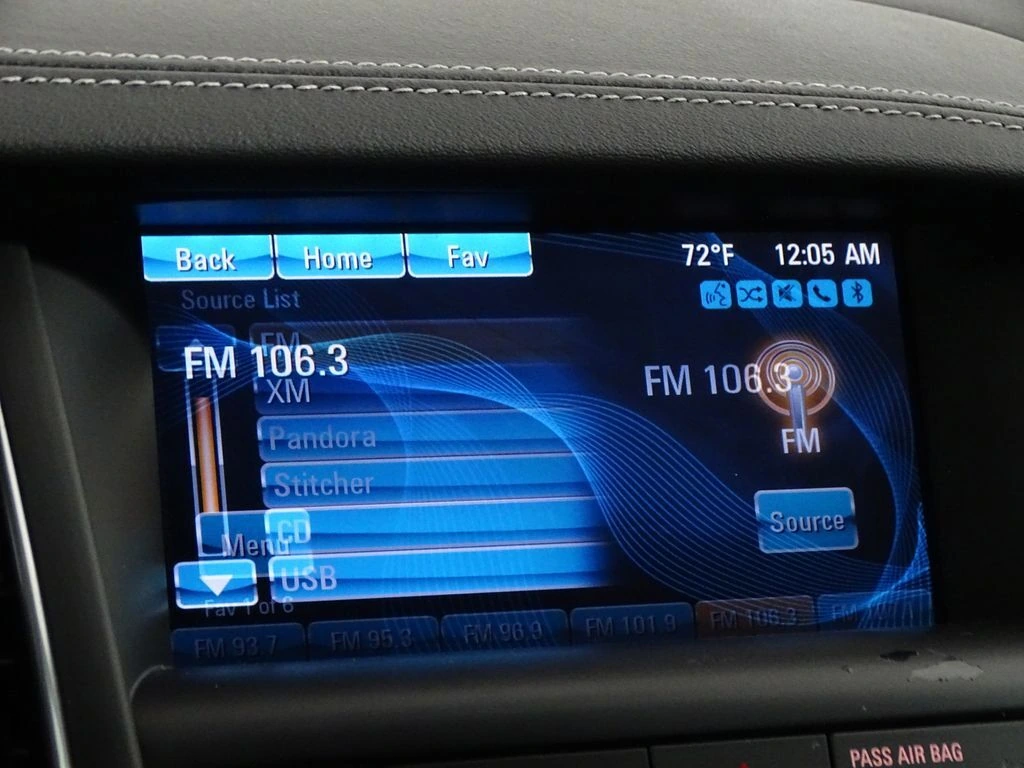 Back Home Fav 72°F 12:05 AM
Source List
FM
FM 106.3 FM 106.3
XM
Pandora
FM
Stitcher
Source
CD
Menu
USB
Fav 1 of 6
FM 93.7 FM 95.3 FM 96.9 FM 101.9 FM 106.3 FM
PASS AIR BAG